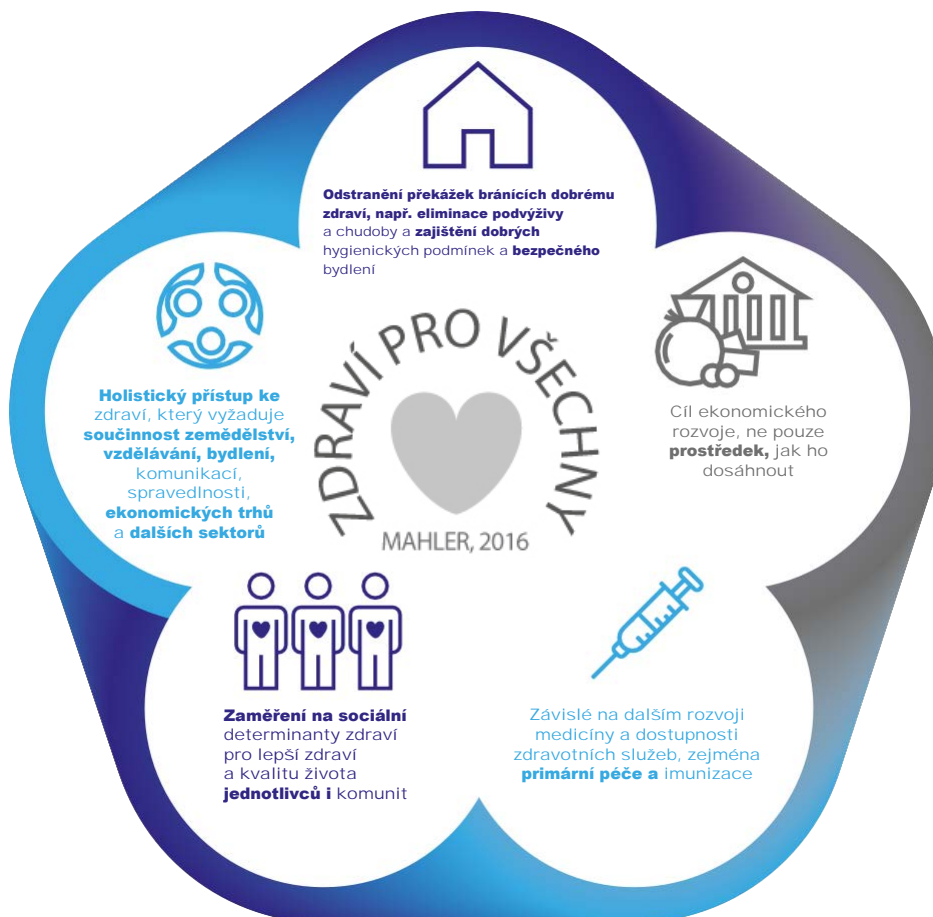 Odstranění překážek bránících dobrému
zdraví, např. eliminace podvýživy
a chudoby a zajištění dobrých
hygienických podmínek a bezpečného
bydlení
Holistický přístup ke
zdraví, který vyžaduje
součinnost zemědělství,
vzdělávání, bydlení,
komunikací,
spravedlnosti,
ekonomických trhů
a dalších sektorů
ZDRAVÍ PRO VŠECHNY
MAHLER, 2016
Cíl ekonomického
rozvoje, ne pouze
prostředek, jak ho
dosáhnout
Zaměření na sociální
determinanty zdraví
pro lepší zdraví
a kvalitu života
jednotlivců i komunit
Závislé na dalším rozvoji
medicíny a dostupnosti
zdravotních služeb, zejména
primární péče a imunizace